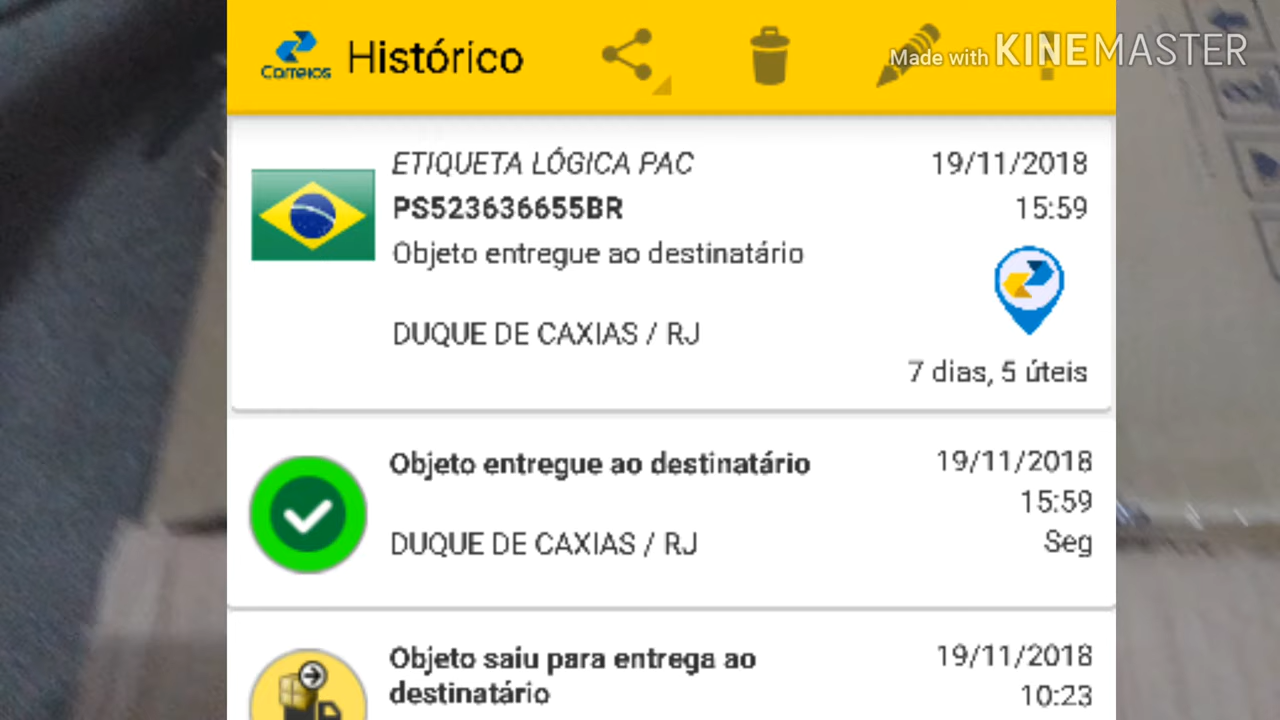 Correios
Histórico
Made with KINEMASTER
ETIQUETA LÓGICA PAC
19/11/2018
PS523636655BR
15:59
Objeto entregue ao destinatário
DUQUE DE CAXIAS / RJ
7 dias, 5 úteis
Objeto entregue ao destinatário
19/11/2018
15:59
DUQUE DE CAXIAS / RJ
Seg
Objeto saiu para entrega ao
destinatário
19/11/2018
10:23